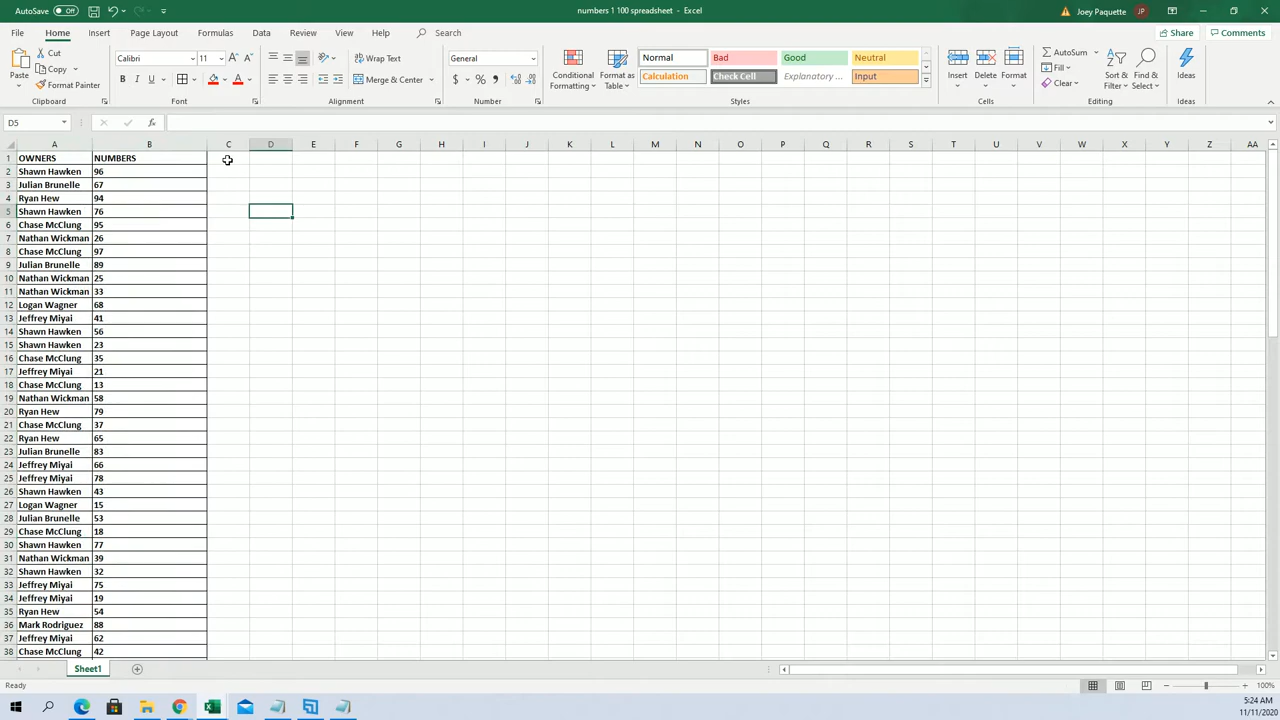 AutoSave Off
numbers 1 100 spreadsheet - Excel
Joey Paquette JP
File Home Insert Page Layout Formulas Data Review View Help Search
Share Comments
Paste Cut Copy Format Painter
Calibri 11 A A
B I U A
Wrap Text
Merge & Center
General
$ % ,
Conditional Formatting Format as Table
Normal Bad Good Neutral
Calculation Check Cell Explanatory ... Input
Insert Delete Format
AutoSum Fill Clear
Sort & Filter Find & Select Ideas
Clipboard Font Alignment Number Styles Cells Editing Ideas
D5 fx
A B C D E F G H I J K L M N O P Q R S T U V W X Y Z AA
1 OWNERS NUMBERS
2 Shawn Hawken 96
3 Julian Brunelle 67
4 Ryan Hew 94
5 Shawn Hawken 76
6 Chase McClung 95
7 Nathan Wickman 26
8 Chase McClung 97
9 Julian Brunelle 89
10 Nathan Wickman 25
11 Nathan Wickman 33
12 Logan Wagner 68
13 Jeffrey Miyai 41
14 Shawn Hawken 56
15 Shawn Hawken 23
16 Chase McClung 35
17 Jeffrey Miyai 21
18 Chase McClung 13
19 Nathan Wickman 58
20 Ryan Hew 79
21 Chase McClung 37
22 Ryan Hew 65
23 Julian Brunelle 83
24 Jeffrey Miyai 66
25 Jeffrey Miyai 78
26 Shawn Hawken 43
27 Logan Wagner 15
28 Julian Brunelle 53
29 Chase McClung 18
30 Shawn Hawken 77
31 Nathan Wickman 39
32 Shawn Hawken 32
33 Jeffrey Miyai 75
34 Jeffrey Miyai 19
35 Ryan Hew 54
36 Mark Rodriguez 88
37 Jeffrey Miyai 62
38 Chase McClung 42
Sheet1
Ready
100%
5:24 AM
11/11/2020